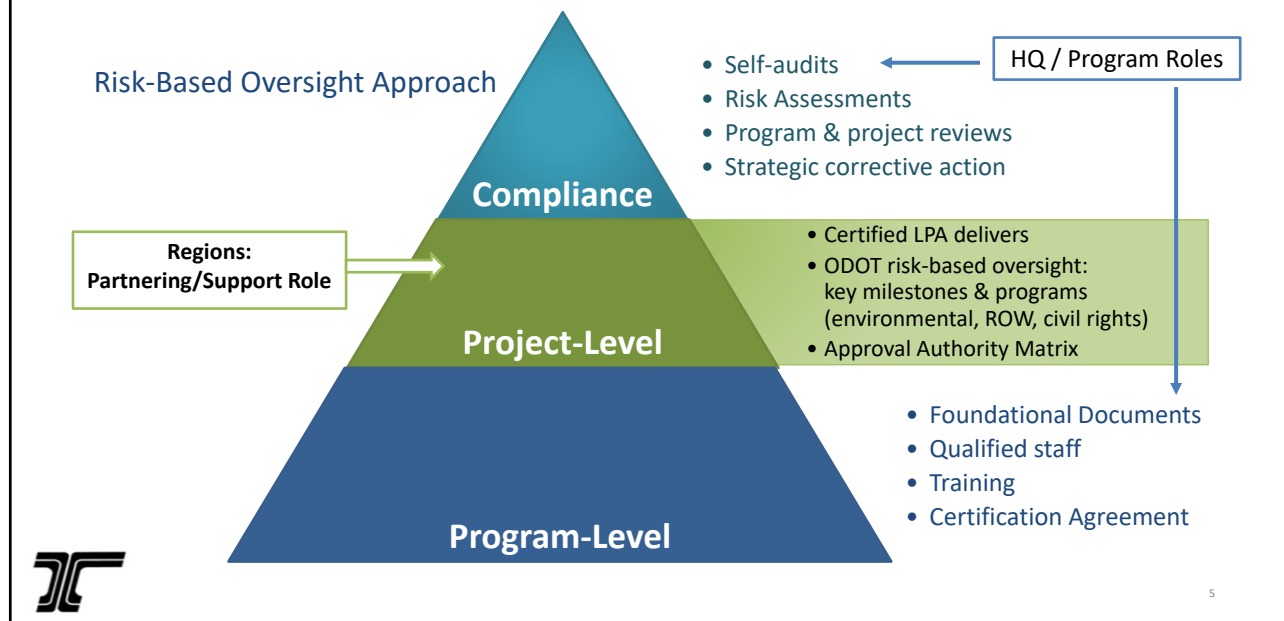 Risk-Based Oversight Approach
• Self-audits
• Risk Assessments
• Program & project reviews
• Strategic corrective action
HQ / Program Roles
Compliance
Regions:
Partnering/Support Role
Project-Level
• Certified LPA delivers
• ODOT risk-based oversight:
key milestones & programs
(environmental, ROW, civil rights)
• Approval Authority Matrix
Program-Level
• Foundational Documents
• Qualified staff
• Training
• Certification Agreement
5